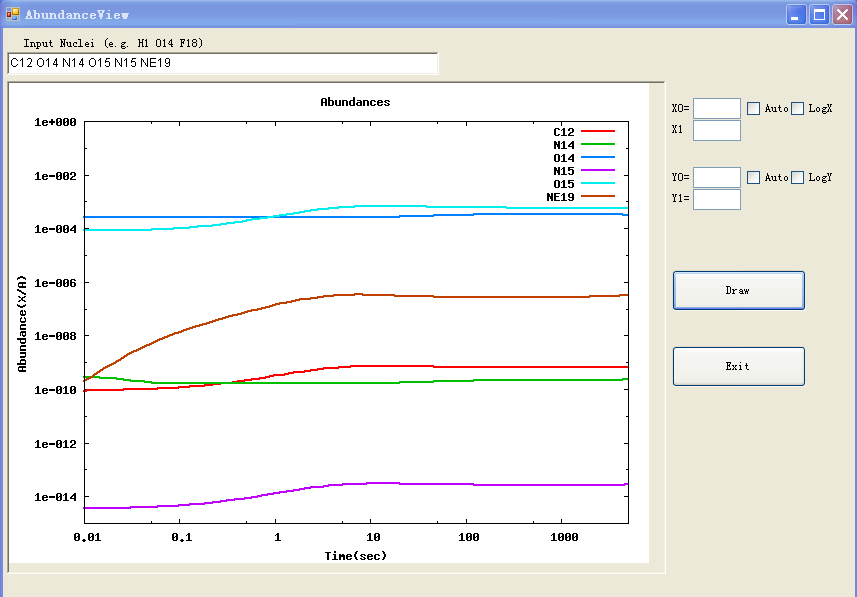 AbundanceView
Input Nuclei (e.g. H1 O14 F18)
C12 O14 N14 O15 N15 NE19
Abundances
1e+000
1e-002
1e-004
1e-006
1e-008
1e-010
1e-012
1e-014
Abundance(X/A)
C12
N14
O14
N15
O15
NE19
0.01 0.1 1 10 100 1000
Time(sec)
X0= Auto LogX
X1
Y0= Auto LogY
Y1=
Draw
Exit